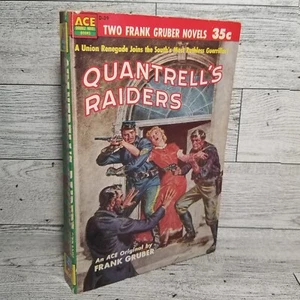 ACE
D-59
TWO FRANK GRUBER NOVELS 35c
A Union Renegade Joins the South's Most Ruthless Guerrillas
QUANTRELL'S
RAIDERS
An ACE Original by
FRANK GRUBER